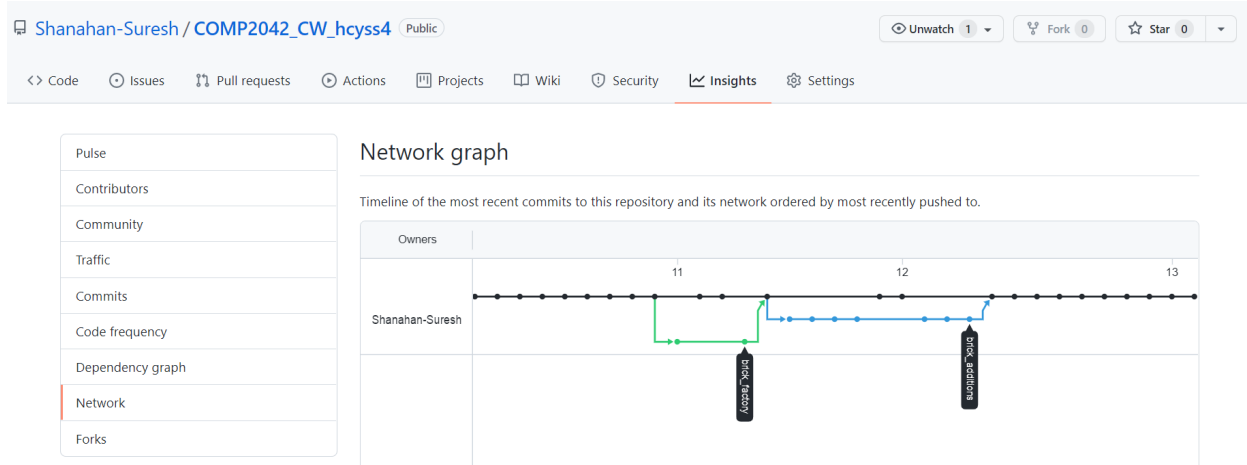 Shanahan-Suresh / COMP2042_CW_hcyss4 Public
Unwatch 1 Fork 0 Star 0
<> Code Issues Pull requests Actions Projects Wiki Security Insights Settings
Pulse
Contributors
Community
Traffic
Commits
Code frequency
Dependency graph
Network
Forks
Network graph
Timeline of the most recent commits to this repository and its network ordered by most recently pushed to.
Owners
11 12 13
Shanahan-Suresh
brick_factory
brick_additions